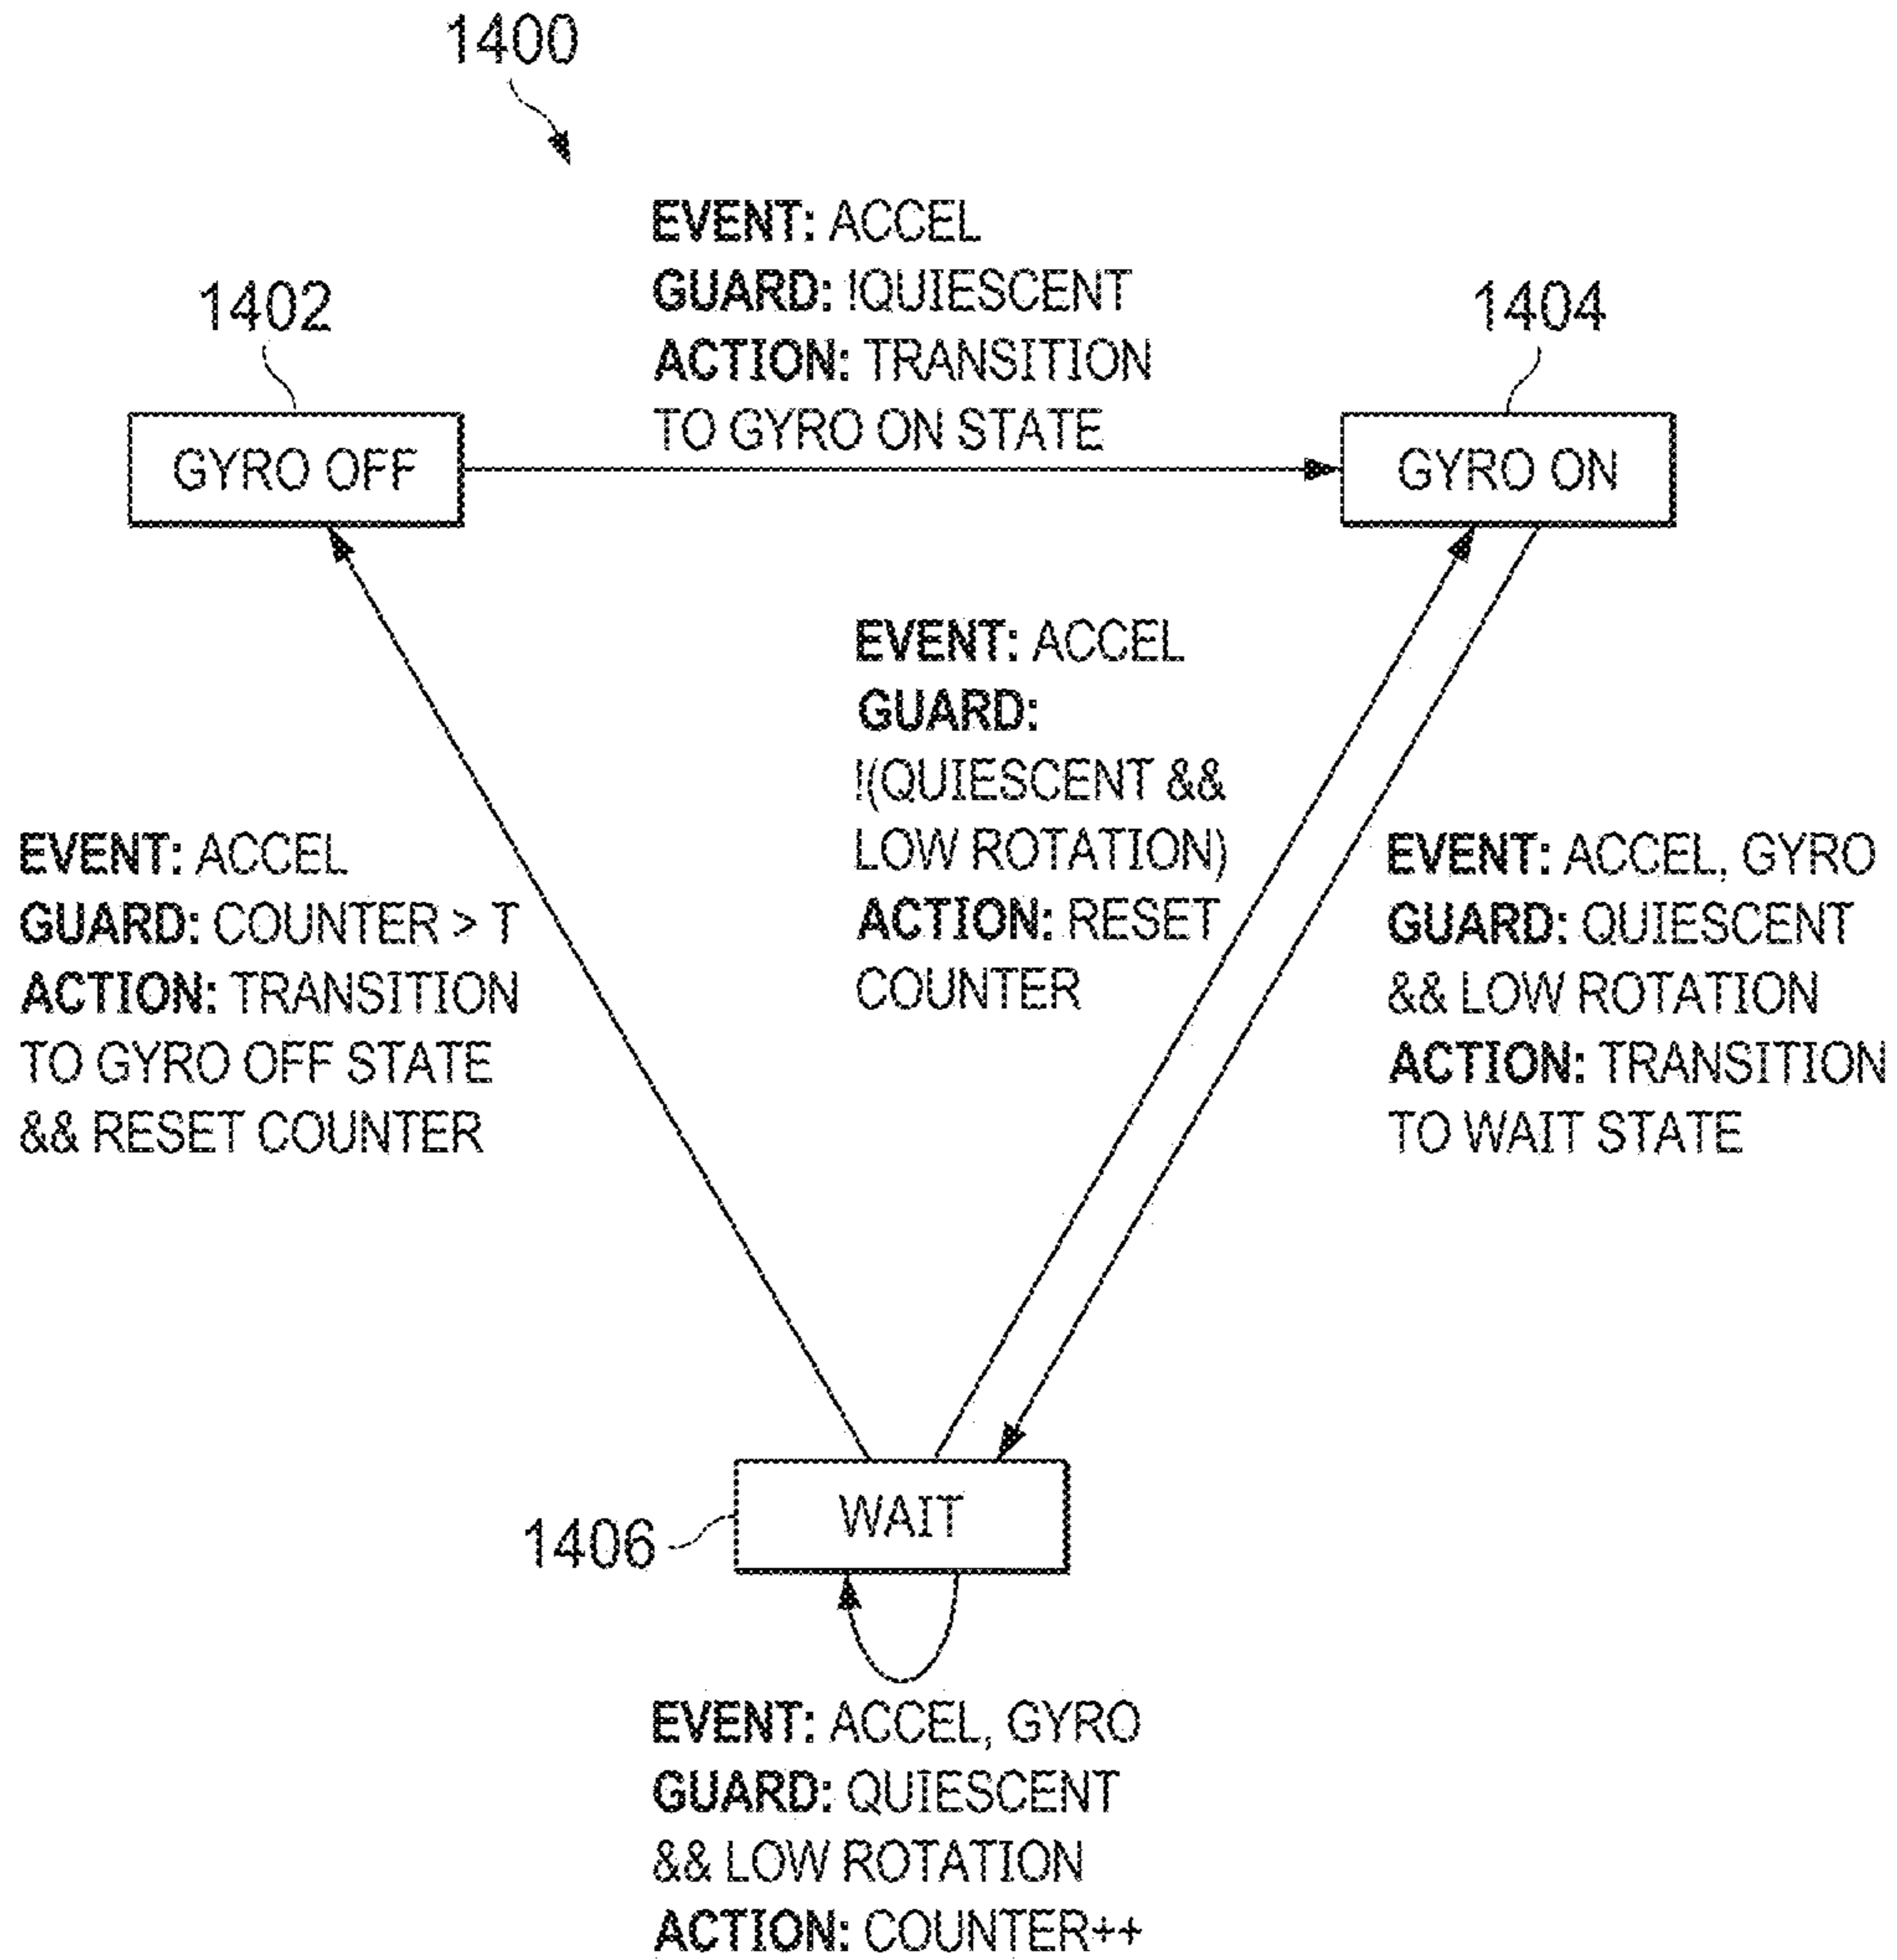 1400
EVENT: ACCEL
GUARD: !QUIESCENT
ACTION: TRANSITION
TO GYRO ON STATE
1402
1404
GYRO OFF
GYRO ON
EVENT: ACCEL
GUARD:
!(QUIESCENT &&
LOW ROTATION)
ACTION: RESET
COUNTER
EVENT: ACCEL
GUARD: COUNTER > T
ACTION: TRANSITION
TO GYRO OFF STATE
&& RESET COUNTER
EVENT: ACCEL, GYRO
GUARD: QUIESCENT
&& LOW ROTATION
ACTION: TRANSITION
TO WAIT STATE
WAIT
1406
EVENT: ACCEL, GYRO
GUARD: QUIESCENT
&& LOW ROTATION
ACTION: COUNTER++